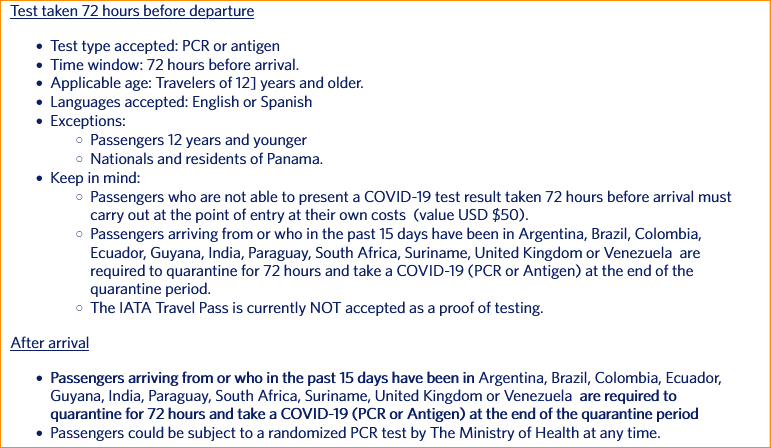 Test taken 72 hours before departure
• Test type accepted: PCR or antigen
• Time window: 72 hours before arrival.
• Applicable age: Travelers of 12] years and older.
• Languages accepted: English or Spanish
• Exceptions:
○ Passengers 12 years and younger
○ Nationals and residents of Panama.
• Keep in mind:
○ Passengers who are not able to present a COVID-19 test result taken 72 hours before arrival must
carry out at the point of entry at their own costs (value USD $50).
○ Passengers arriving from or who in the past 15 days have been in Argentina, Brazil, Colombia,
Ecuador, Guyana, India, Paraguay, South Africa, Suriname, United Kingdom or Venezuela are
required to quarantine for 72 hours and take a COVID-19 (PCR or Antigen) at the end of the
quarantine period.
○ The IATA Travel Pass is currently NOT accepted as a proof of testing.
After arrival
• Passengers arriving from or who in the past 15 days have been in Argentina, Brazil, Colombia, Ecuador,
Guyana, India, Paraguay, South Africa, Suriname, United Kingdom or Venezuela are required to
quarantine for 72 hours and take a COVID-19 (PCR or Antigen) at the end of the quarantine period
• Passengers could be subject to a randomized PCR test by The Ministry of Health at any time.